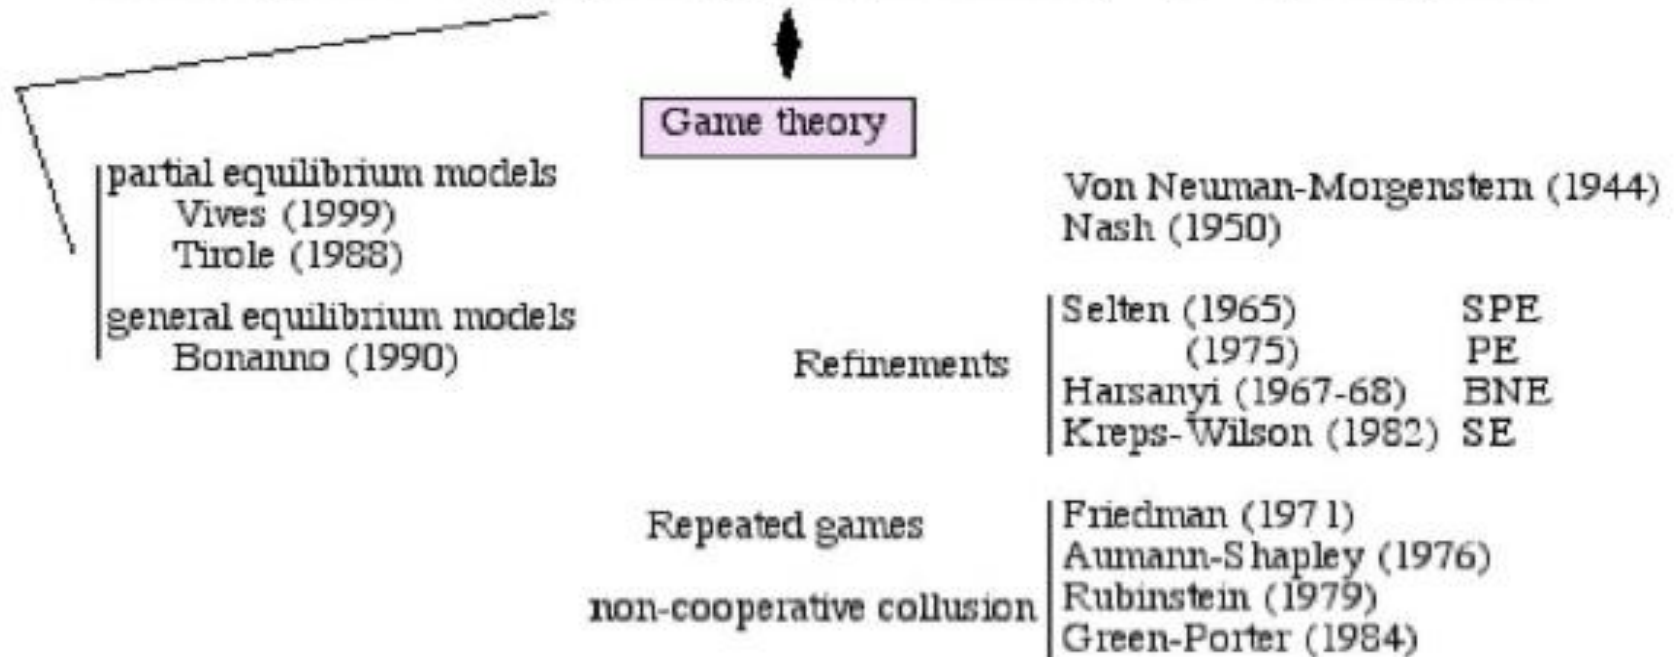 Game theory
partial equilibrium models
Vives (1999)
Tirole (1988)
general equilibrium models
Bonanno (1990)
Von Neuman-Morgenstern (1944)
Nash (1950)
Refinements
Selten (1965) SPE
(1975) PE
Harsanyi (1967-68) BNE
Kreps-Wilson (1982) SE
Repeated games
non-cooperative collusion
Friedman (1971)
Aumann-Shapley (1976)
Rubinstein (1979)
Green-Porter (1984)